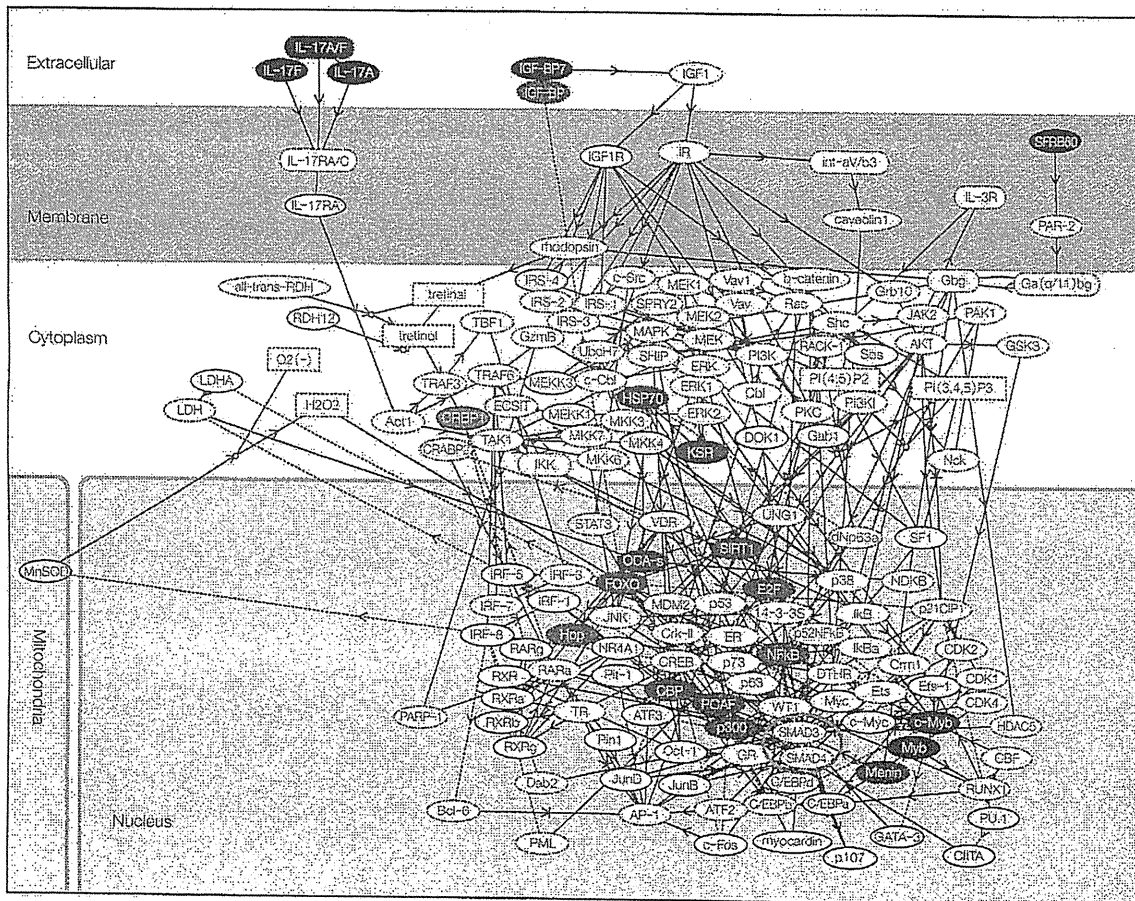 Extracellular
IL-17A/F
IL-17F
IL-17A
IGF-BP7
IGF-BP
IGF1
IL-17RA/C
IGF1R
IR
int-aV/b3
SFRB60
IL-17RA
Membrane
IL-3R
caveolin1
PAR-2
rhodopsin
all-trans-RDH
tretinal
IRS-4
c-Src
MEK1
Vav1
b-catenin
Grb10
Gbg
Ga(q/11)bg
RDH12
TBF1
IRS-2
IRS-1
SPRY2
Vav
Rac
MEK2
Shc
JAK2
PAK1
Cytoplasm
tretinol
GzmB
IRS-3
MAPK
MEK
RACK-1
Sos
AKT
GSK3
O2(-)
UbcH7
SHIP
ERK
PI3K
LDHA
TRAF3
TRAF6
MEKK3
c-Cbl
ERK1
Cbl
PI(4,5)P2
PI(3,4,5)P3
LDH
H2O2
Act1
CRBP1
ECSIT
MEKK1
HSP70
MKK3
ERK2
PKC
CRABP2
TAK1
MKK7
MKK4
KSR
DOK1
Gab1
IKK
MKK6
Nck
STAT3
VDR
UNG1
dNp63a
SF1
MnSOD
ODA-8
SIRT1
IRF-5
IRF-3
FOXO
E2F
p38
NDKB
IRF-7
IRF-1
JNK
MDM2
p53
14-3-3S
IkB
p21CIP1
IRF-8
Hop
Crk-II
ER
p52NFkB
IkBa
CDK2
RARg
NR4A1
NFKB
Crm1
RXR
RARa
Pit-1
CREB
p73
DTHR
Ets
Ets-1
CDK1
RXRa
CBP
p63
CDK4
PARP-1
RXRb
TR
ATF3
PCAF
WT1
Myc
c-Myc
c-Myb
HDAC5
RXRg
Pin1
p300
SMAD3
Myb
Oct-1
GR
SMAD4
CBF
Dab2
JunD
JunB
C/EBPd
Menin
RUNX1
Bcl-6
AP-1
ATF2
C/EBPb
C/EBPa
PU.1
Nucleus
PML
c-Fos
myocardin
p107
GATA-3
CIITA
Mitochondria